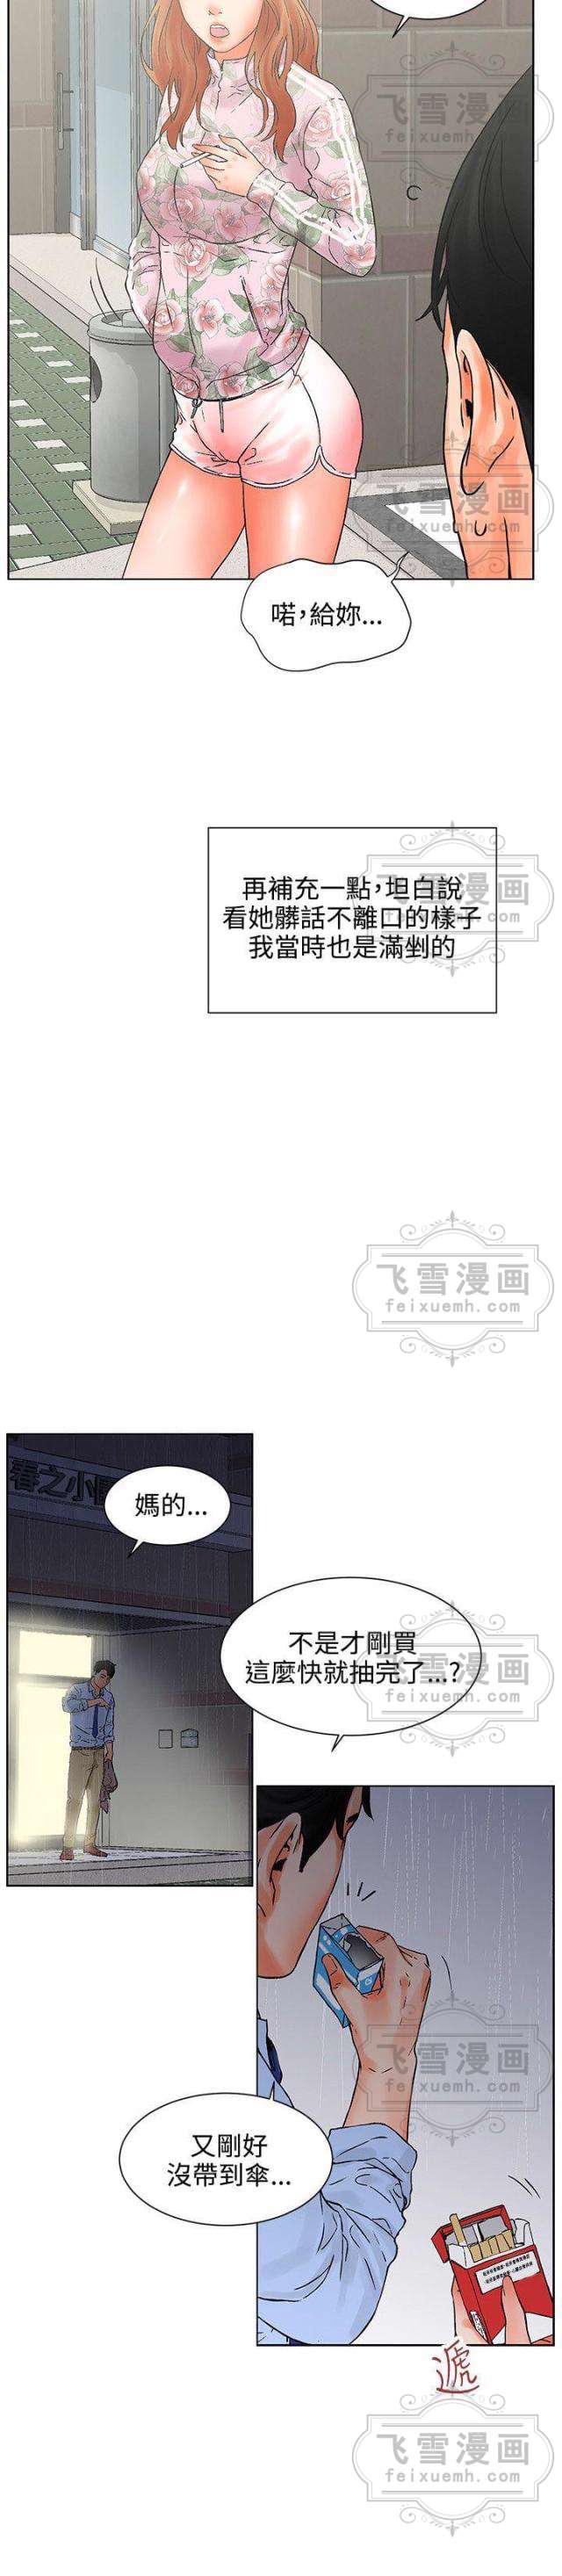 飞雪漫画
feixuemh.com
飞雪漫画
feixuemh.com
喏，給妳...
再補充一點，坦白說
看她髒話不離口的樣子
我當時也是滿剉的
飞雪漫画
feixuemh.com
飞雪漫画
feixuemh.com
春之小
媽的...
不是才剛買
這麼快就抽完了...?
飞雪漫画
feixuemh.com
飞雪漫画
feixuemh.com
又剛好
沒帶到傘...
遞
飞雪漫画
feixuemh.com